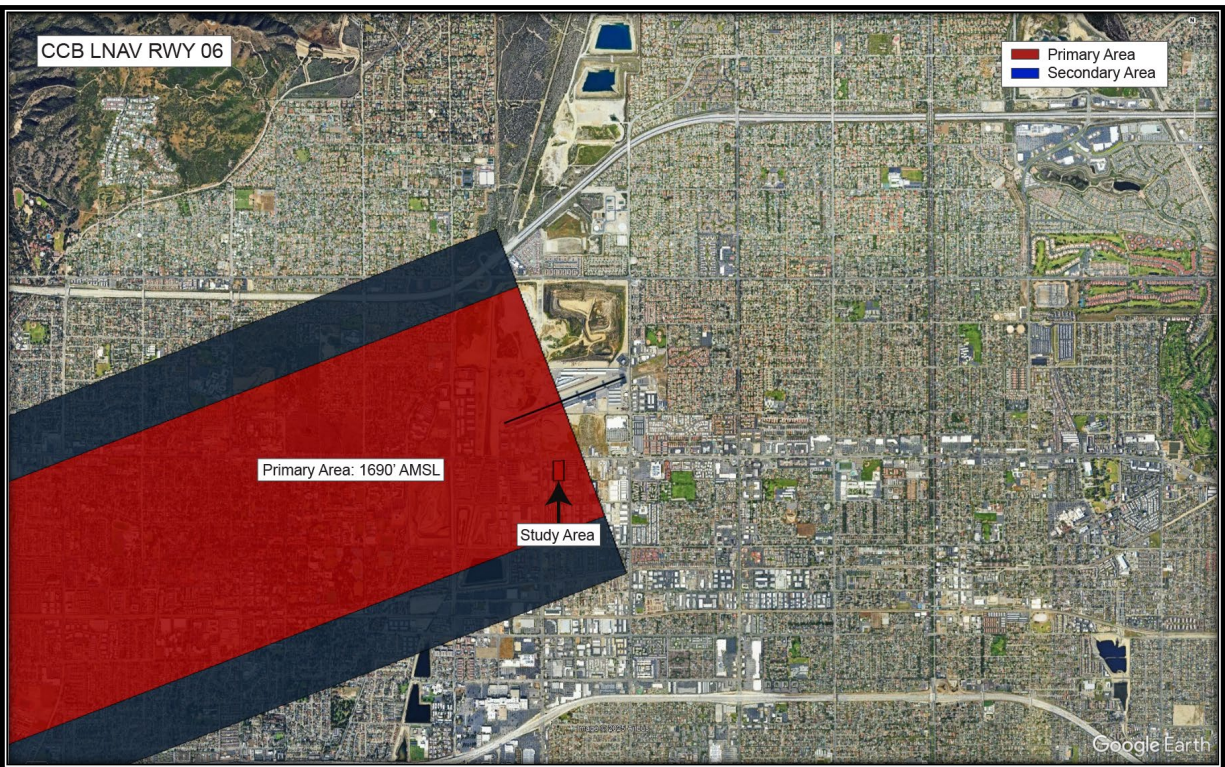 CCB LNAV RWY 06
Primary Area
Secondary Area
Primary Area: 1690' AMSL
Study Area
Google Earth